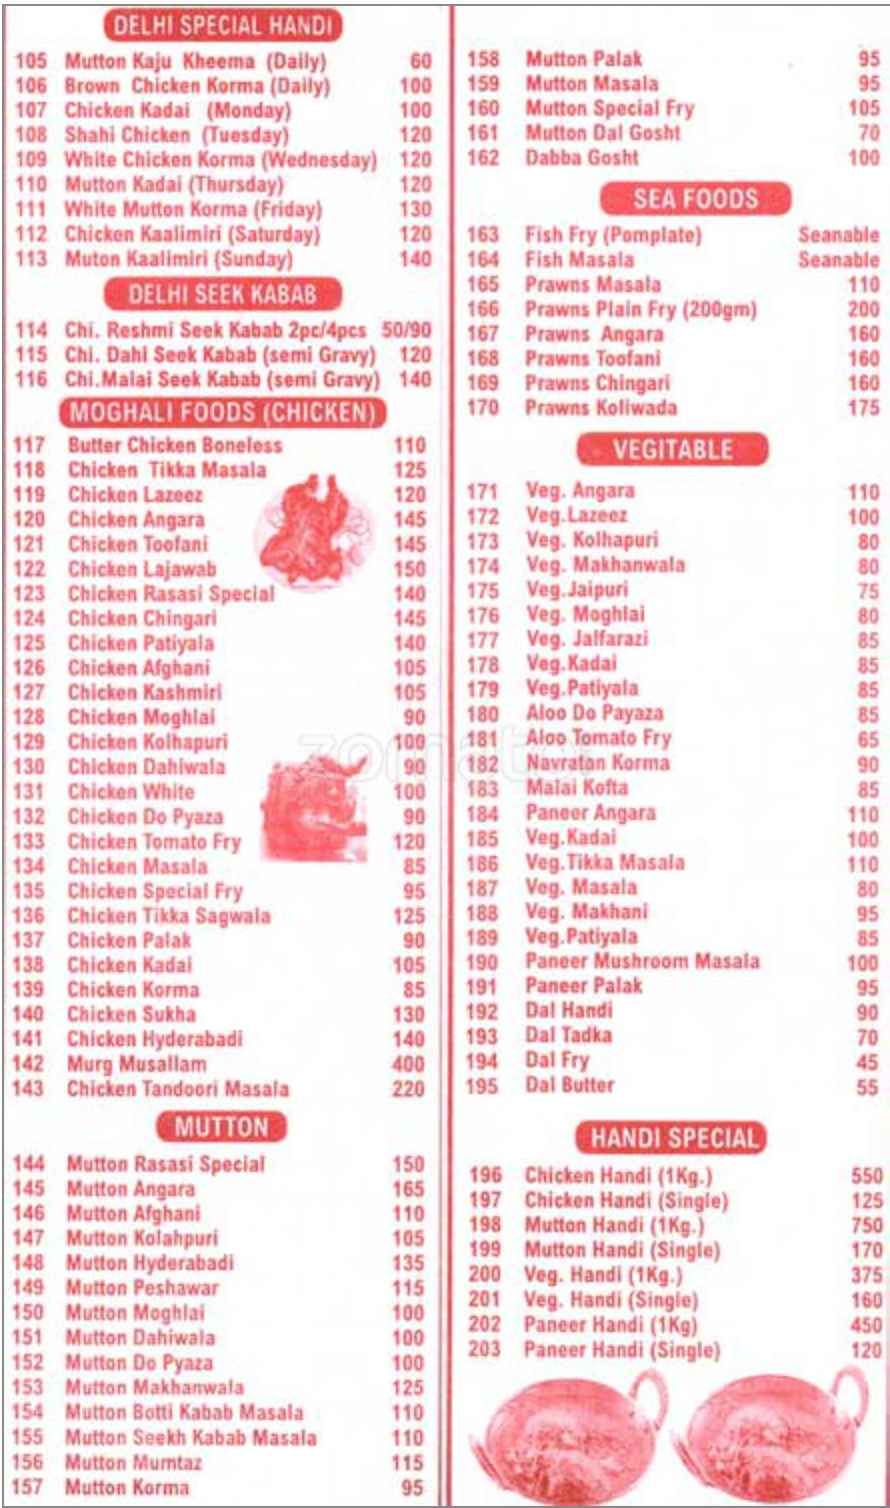 DELHI SPECIAL HANDI
105 Mutton Kaju Kheema (Daily) 60
106 Brown Chicken Korma (Daily) 100
107 Chicken Kadai (Monday) 100
108 Shahi Chicken (Tuesday) 120
109 White Chicken Korma (Wednesday) 120
110 Mutton Kadai (Thursday) 120
111 White Mutton Korma (Friday) 130
112 Chicken Kaalimiri (Saturday) 120
113 Muton Kaalimiri (Sunday) 140
DELHI SEEK KABAB
114 Chi. Reshmi Seek Kabab 2pc/4pcs 50/90
115 Chi. Dahi Seek Kabab (semi Gravy) 120
116 Chi.Malai Seek Kabab (semi Gravy) 140
MOGHALI FOODS (CHICKEN)
117 Butter Chicken Boneless 110
118 Chicken Tikka Masala 125
119 Chicken Lazeez 120
120 Chicken Angara 145
121 Chicken Toofani 145
122 Chicken Lajawab 150
123 Chicken Rasasi Special 140
124 Chicken Chingari 145
125 Chicken Patiyala 140
126 Chicken Afghani 105
127 Chicken Kashmiri 105
128 Chicken Moghlai 90
129 Chicken Kolhapuri 100
130 Chicken Dahiwala 90
131 Chicken White 100
132 Chicken Do Pyaza 90
133 Chicken Tomato Fry 120
134 Chicken Masala 85
135 Chicken Special Fry 95
136 Chicken Tikka Sagwala 125
137 Chicken Palak 90
138 Chicken Kadai 105
139 Chicken Korma 85
140 Chicken Sukha 130
141 Chicken Hyderabadi 140
142 Murg Musallam 400
143 Chicken Tandoori Masala 220
MUTTON
144 Mutton Rasasi Special 150
145 Mutton Angara 165
146 Mutton Afghani 110
147 Mutton Kolahpuri 105
148 Mutton Hyderabadi 135
149 Mutton Peshawar 115
150 Mutton Moghlai 100
151 Mutton Dahiwala 100
152 Mutton Do Pyaza 100
153 Mutton Makhanwala 125
154 Mutton Botti Kabab Masala 110
155 Mutton Seekh Kabab Masala 110
156 Mutton Mumtaz 115
157 Mutton Korma 95
158 Mutton Palak 95
159 Mutton Masala 95
160 Mutton Special Fry 105
161 Mutton Dal Gosht 70
162 Dabba Gosht 100
SEA FOODS
163 Fish Fry (Pomplate) Seanable
164 Fish Masala Seanable
165 Prawns Masala 110
166 Prawns Plain Fry (200gm) 200
167 Prawns Angara 160
168 Prawns Toofani 160
169 Prawns Chingari 160
170 Prawns Koliwada 175
VEGITABLE
171 Veg. Angara 110
172 Veg.Lazeez 100
173 Veg. Kolhapuri 80
174 Veg. Makhanwala 80
175 Veg.Jaipuri 75
176 Veg. Moghlai 80
177 Veg. Jalfarazi 85
178 Veg.Kadai 85
179 Veg.Patiyala 85
180 Aloo Do Payaza 85
181 Aloo Tomato Fry 65
182 Navratan Korma 90
183 Malai Kofta 85
184 Paneer Angara 110
185 Veg.Kadai 100
186 Veg.Tikka Masala 110
187 Veg. Masala 80
188 Veg. Makhani 95
189 Veg.Patiyala 85
190 Paneer Mushroom Masala 100
191 Paneer Palak 95
192 Dal Handi 90
193 Dal Tadka 70
194 Dal Fry 45
195 Dal Butter 55
HANDI SPECIAL
196 Chicken Handi (1Kg.) 550
197 Chicken Handi (Single) 125
198 Mutton Handi (1Kg.) 750
199 Mutton Handi (Single) 170
200 Veg. Handi (1Kg.) 375
201 Veg. Handi (Single) 160
202 Paneer Handi (1Kg) 450
203 Paneer Handi (Single) 120
zomato